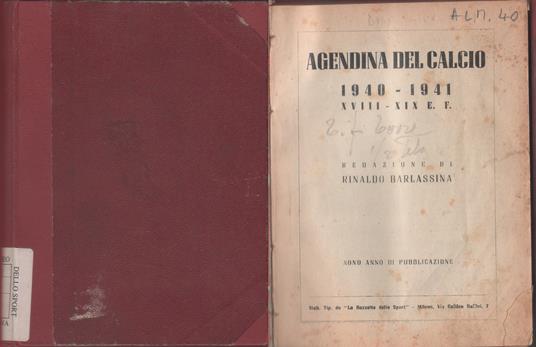 ALM. 40
AGENDINA DEL CALCIO
1940 - 1941
XVIII - XIX E. F.
REDAZIONE DI
RINALDO BARLASSINA
NONO ANNO DI PUBBLICAZIONE
Stab. Tip. de "La Gazzetta dello Sport" - Milano, Via Galileo Galilei, 7
DELLO SPORT